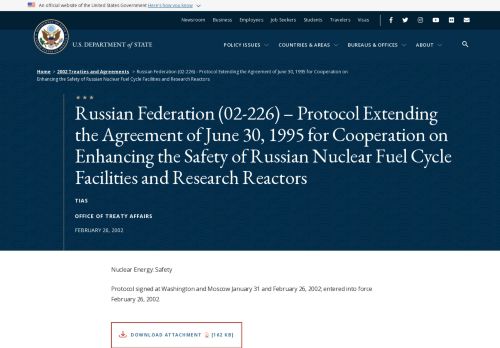 An official website of the United States Government Here's how you know
Newsroom Business Employers Job Seekers Students Travelers Visas
U.S. DEPARTMENT of STATE
POLICY ISSUES COUNTRIES & AREAS BUREAUS & OFFICES ABOUT
Home > 2002 Treaties and Agreements > Russian Federation (02-226) – Protocol Extending the Agreement of June 30, 1995 for Cooperation on
Enhancing the Safety of Russian Nuclear Fuel Cycle Facilities and Research Reactors
Russian Federation (02-226) – Protocol Extending
the Agreement of June 30, 1995 for Cooperation on
Enhancing the Safety of Russian Nuclear Fuel Cycle
Facilities and Research Reactors
TIAS
OFFICE OF TREATY AFFAIRS
FEBRUARY 26, 2002
Nuclear Energy: Safety
Protocol signed at Washington and Moscow January 31 and February 26, 2002; entered into force
February 26, 2002.
DOWNLOAD ATTACHMENT [162 KB]